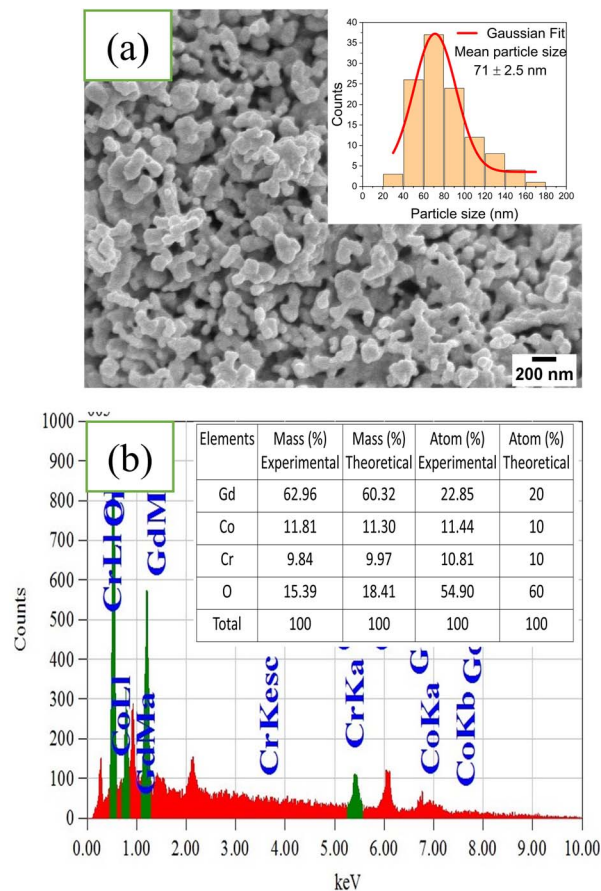 (a)
Gaussian Fit
Mean particle size
71 ± 2.5 nm
Counts
40
35
30
25
20
15
10
5
0
0 20 40 60 80 100 120 140 160 180 200
Particle size (nm)
200 nm
(b)
Elements Mass (%) Experimental Mass (%) Theoretical Atom (%) Experimental Atom (%) Theoretical
Gd 62.96 60.32 22.85 20
Co 11.81 11.30 11.44 10
Cr 9.84 9.97 10.81 10
O 15.39 18.41 54.90 60
Total 100 100 100 100
Counts
1000
900
800
700
600
500
400
300
200
100
0
CrLl
GdM
CoLl
GdMa
CrKesc
CrKa
CoKa
CoKb
0.00 1.00 2.00 3.00 4.00 5.00 6.00 7.00 8.00 9.00 10.00
keV